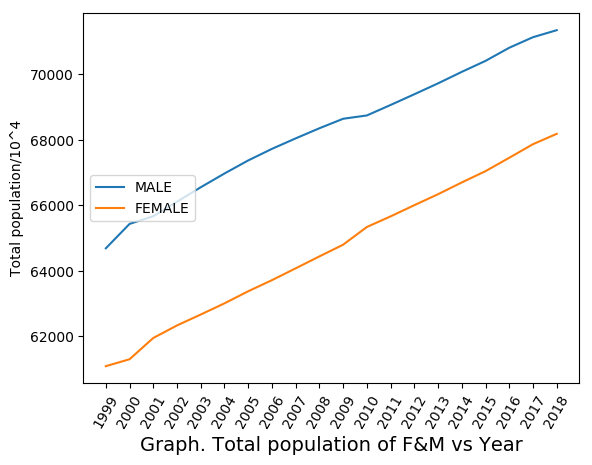 Total population/10^4
70000
68000
66000
64000
62000
MALE
FEMALE
1999 2000 2001 2002 2003 2004 2005 2006 2007 2008 2009 2010 2011 2012 2013 2014 2015 2016 2017 2018
Graph. Total population of F&M vs Year